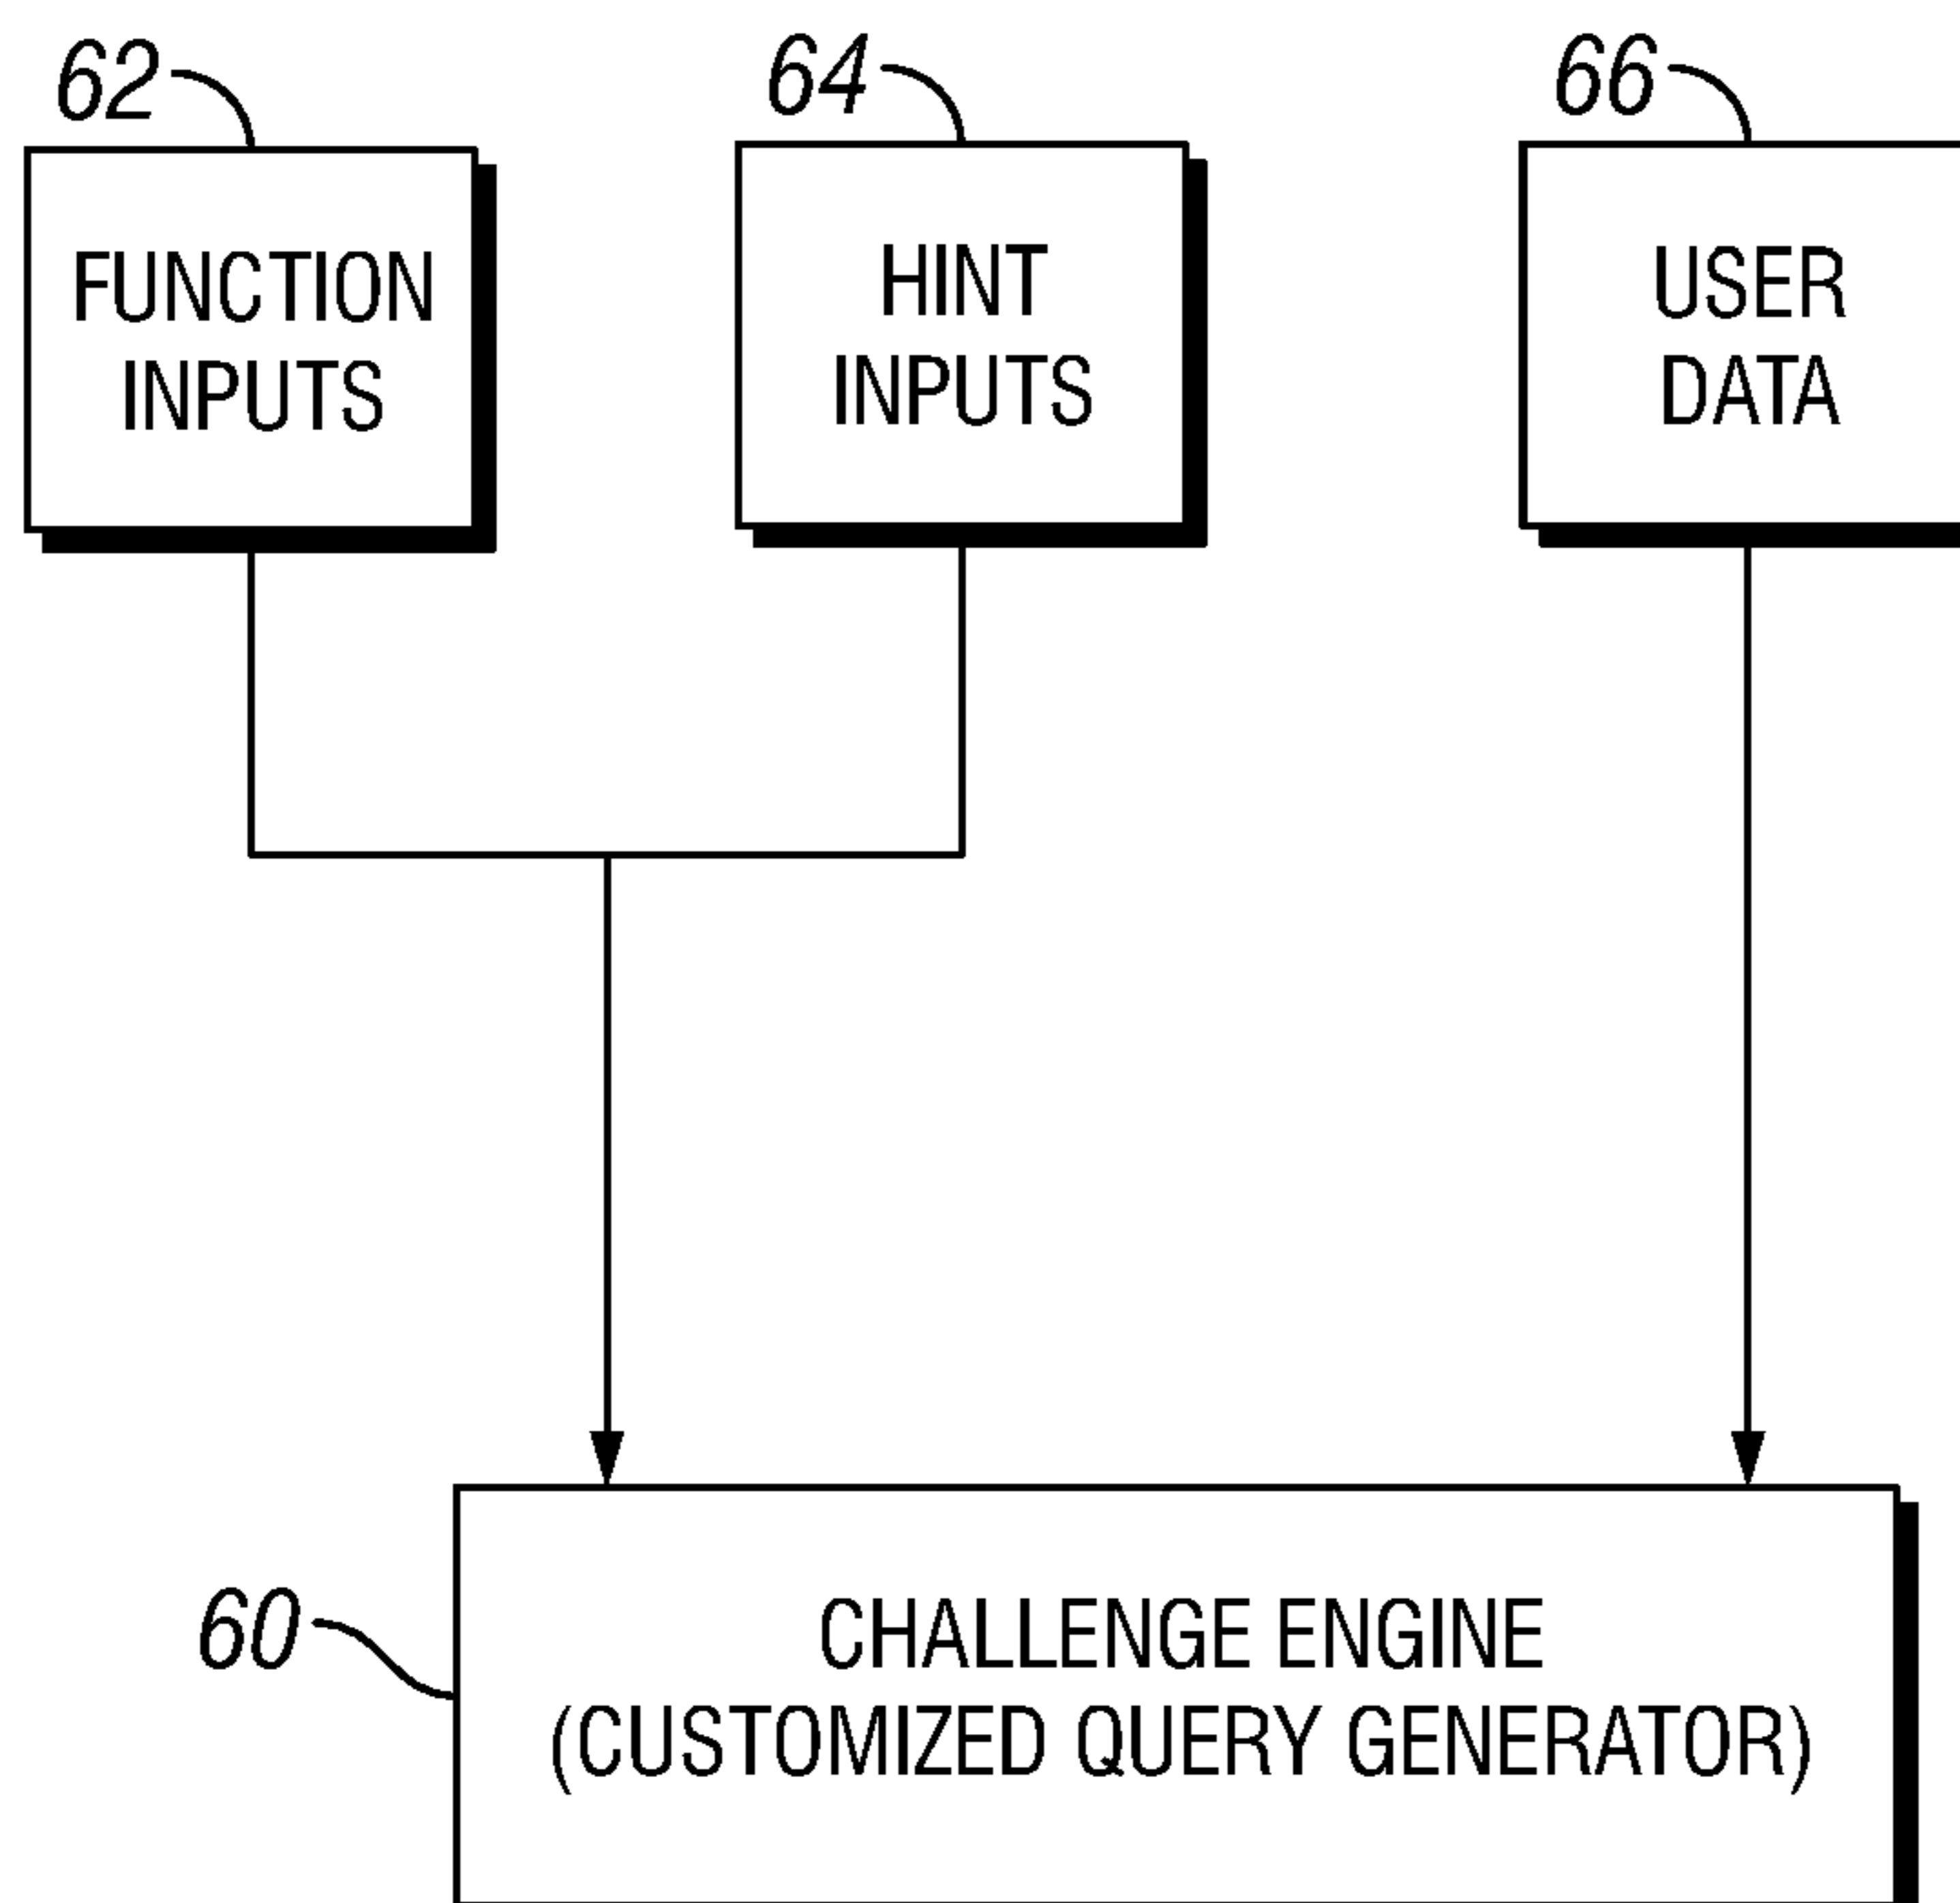 62
64
66
FUNCTION
INPUTS
HINT
INPUTS
USER
DATA
60
CHALLENGE ENGINE
(CUSTOMIZED QUERY GENERATOR)